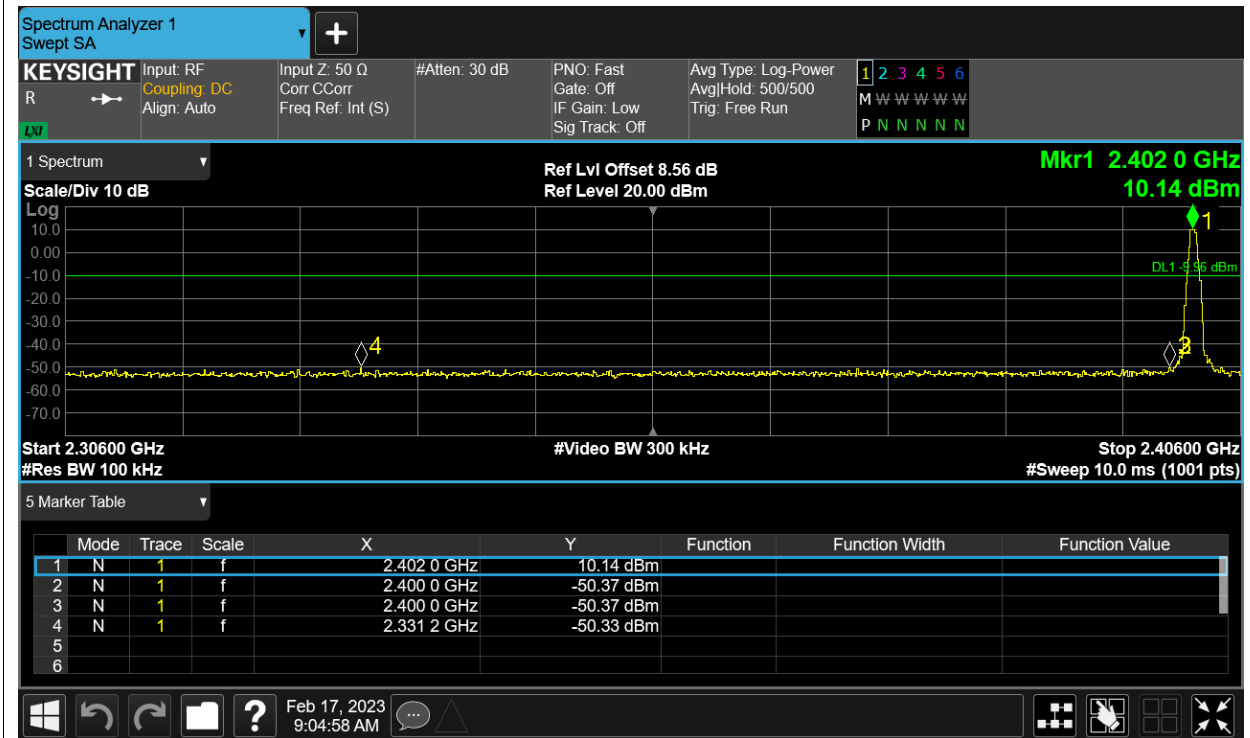 Spectrum Analyzer 1
Swept SA
+
KEYSIGHT Input: RF Input Z: 50 Ω #Atten: 30 dB PNO: Fast Avg Type: Log-Power 1 2 3 4 5 6
R Coupling: DC Corr CCorr Gate: Off Avg|Hold: 500/500 M W W W W W
Align: Auto Freq Ref: Int (S) IF Gain: Low Trig: Free Run
LXI Sig Track: Off P N N N N N
1 Spectrum
Ref Lvl Offset 8.56 dB
Mkr1 2.402 0 GHz
Scale/Div 10 dB Ref Level 20.00 dBm 10.14 dBm
Log
1
10.0
0.00
DL1 -9.96 dBm
-10.0
-20.0
-30.0
-40.0
4
-50.0
-60.0
-70.0
Start 2.30600 GHz #Video BW 300 kHz Stop 2.40600 GHz
#Res BW 100 kHz #Sweep 10.0 ms (1001 pts)
5 Marker Table
Mode Trace Scale X Y Function Function Width Function Value
1 N 1 f 2.402 0 GHz 10.14 dBm
2 N 1 f 2.400 0 GHz -50.37 dBm
3 N 1 f 2.400 0 GHz -50.37 dBm
4 N 1 f 2.331 2 GHz -50.33 dBm
5
6
? Feb 17, 2023
9:04:58 AM